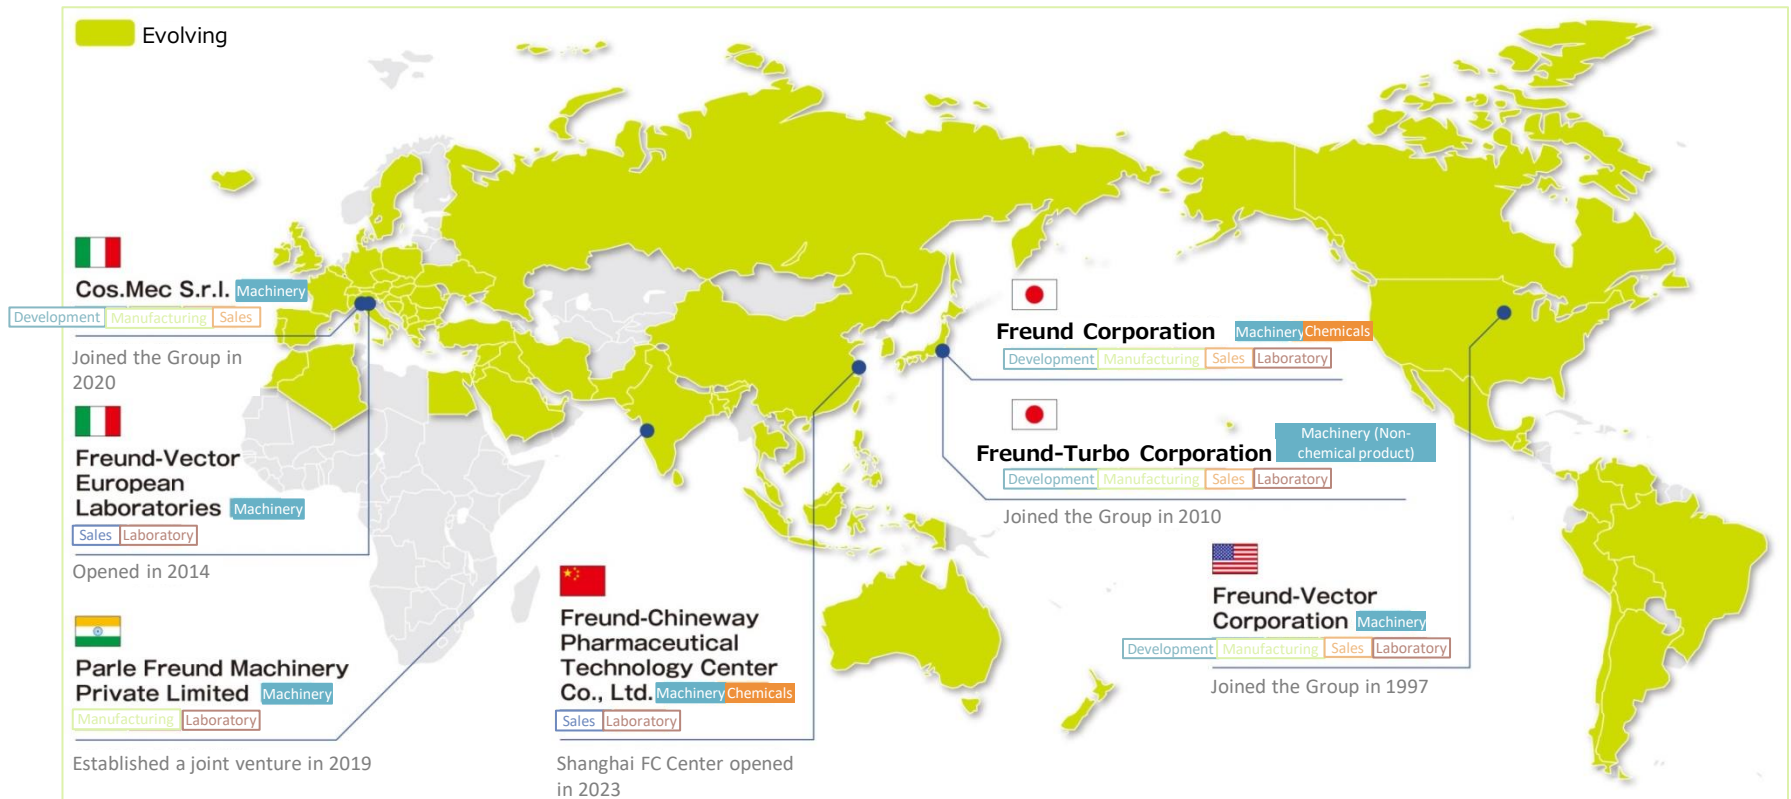 Evolving
Cos.Mec S.r.l. Machinery
Development Manufacturing Sales
Joined the Group in
2020
Freund-Vector
European
Laboratories Machinery
Sales Laboratory
Opened in 2014
Parle Freund Machinery
Private Limited Machinery
Manufacturing Laboratory
Established a joint venture in 2019
Freund-Chineway
Pharmaceutical
Technology Center
Co., Ltd. Machinery Chemicals
Sales Laboratory
Shanghai FC Center opened
in 2023
Freund Corporation Machinery Chemicals
Development Manufacturing Sales Laboratory
Freund-Turbo Corporation Machinery (Non-
chemical product)
Development Manufacturing Sales Laboratory
Joined the Group in 2010
Freund-Vector
Corporation Machinery
Development Manufacturing Sales Laboratory
Joined the Group in 1997